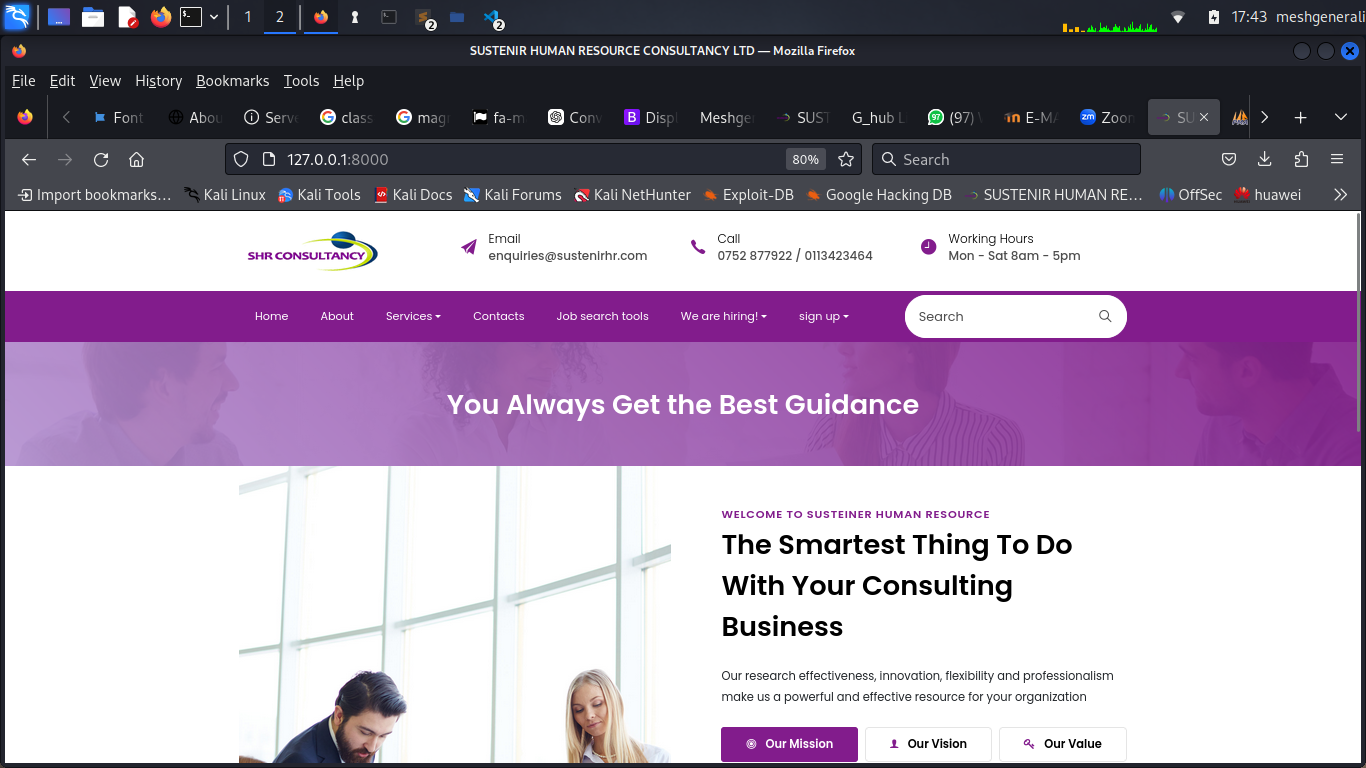 1 2 2 2 17:43 meshgenerali
SUSTENIR HUMAN RESOURCE CONSULTANCY LTD — Mozilla Firefox
File Edit View History Bookmarks Tools Help
Font Abou Serve class mag fa-m Conv Displ Meshge SUST G_hub L (97) E-MA Zoom SU
127.0.0.1:8000 80% Search
Import bookmarks... Kali Linux Kali Tools Kali Docs Kali Forums Kali NetHunter Exploit-DB Google Hacking DB SUSTENIR HUMAN RE... OffSec huawei
SHR CONSULTANCY
Email
enquiries@sustenirhr.com
Call
0752 877922 / 0113423464
Working Hours
Mon - Sat 8am - 5pm
Home About Services Contacts Job search tools We are hiring! sign up Search
You Always Get the Best Guidance
WELCOME TO SUSTEINER HUMAN RESOURCE
The Smartest Thing To Do
With Your Consulting
Business
Our research effectiveness, innovation, flexibility and professionalism
make us a powerful and effective resource for your organization
Our Mission Our Vision Our Value